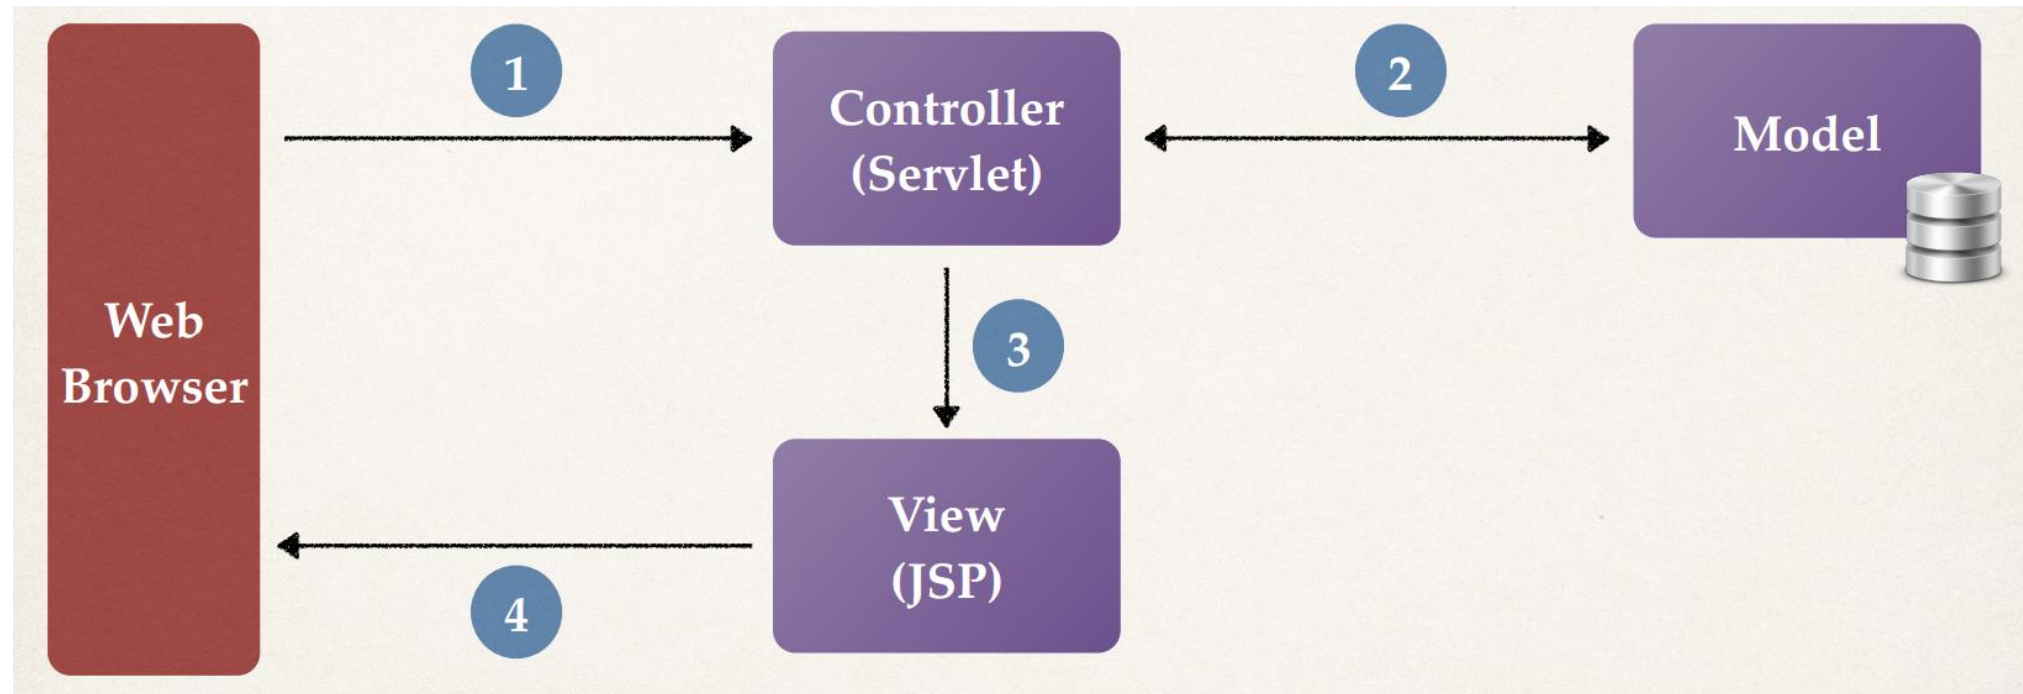 1
Controller
(Servlet)
2
Model
3
Web
Browser
View
(JSP)
4